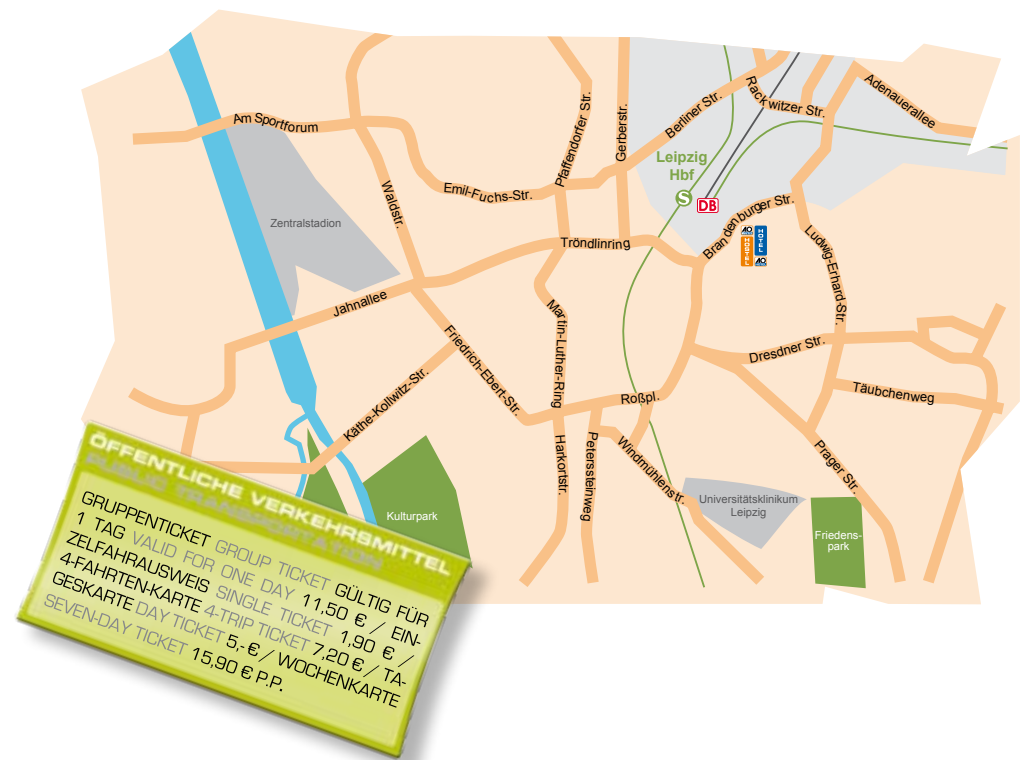 Am Sportforum
Zentralstadion
Waldstr.
Emil-Fuchs-Str.
Pfaffendorfer Str.
Gerberstr.
Berliner Str.
Rackwitzer Str.
Adenauerallee
Leipzig
Hbf
S
DB
Brandenburger Str.
AO
HOSTEL
HOTEL
AO
Tröndlinring
Ludwig-Erhard-Str.
Jahnallee
Friedrich-Ebert-Str.
Martin-Luther-Ring
Dresdner Str.
Täubchenweg
Käthe-Kollwitz-Str.
Roßpl.
Harkortstr.
Peterssteinweg
Windmühlenstr.
Prager Str.
Universitätsklinikum
Leipzig
Friedens-
park
Kulturpark
ÖFFENTLICHE VERKEHRSMITTEL
PUBLIC TRANSPORTATION
GRUPPENTICKET GROUP TICKET GÜLTIG FÜR
1 TAG VALID FOR ONE DAY 11,50 € / EIN-
ZELFAHRAUSWEIS SINGLE TICKET 1,90 € /
4-FAHRTEN-KARTE 4-TRIP TICKET 7,20 € / TA-
GESKARTE DAY TICKET 5,- € / WOCHENKARTE
SEVEN-DAY TICKET 15,90 € P.P.